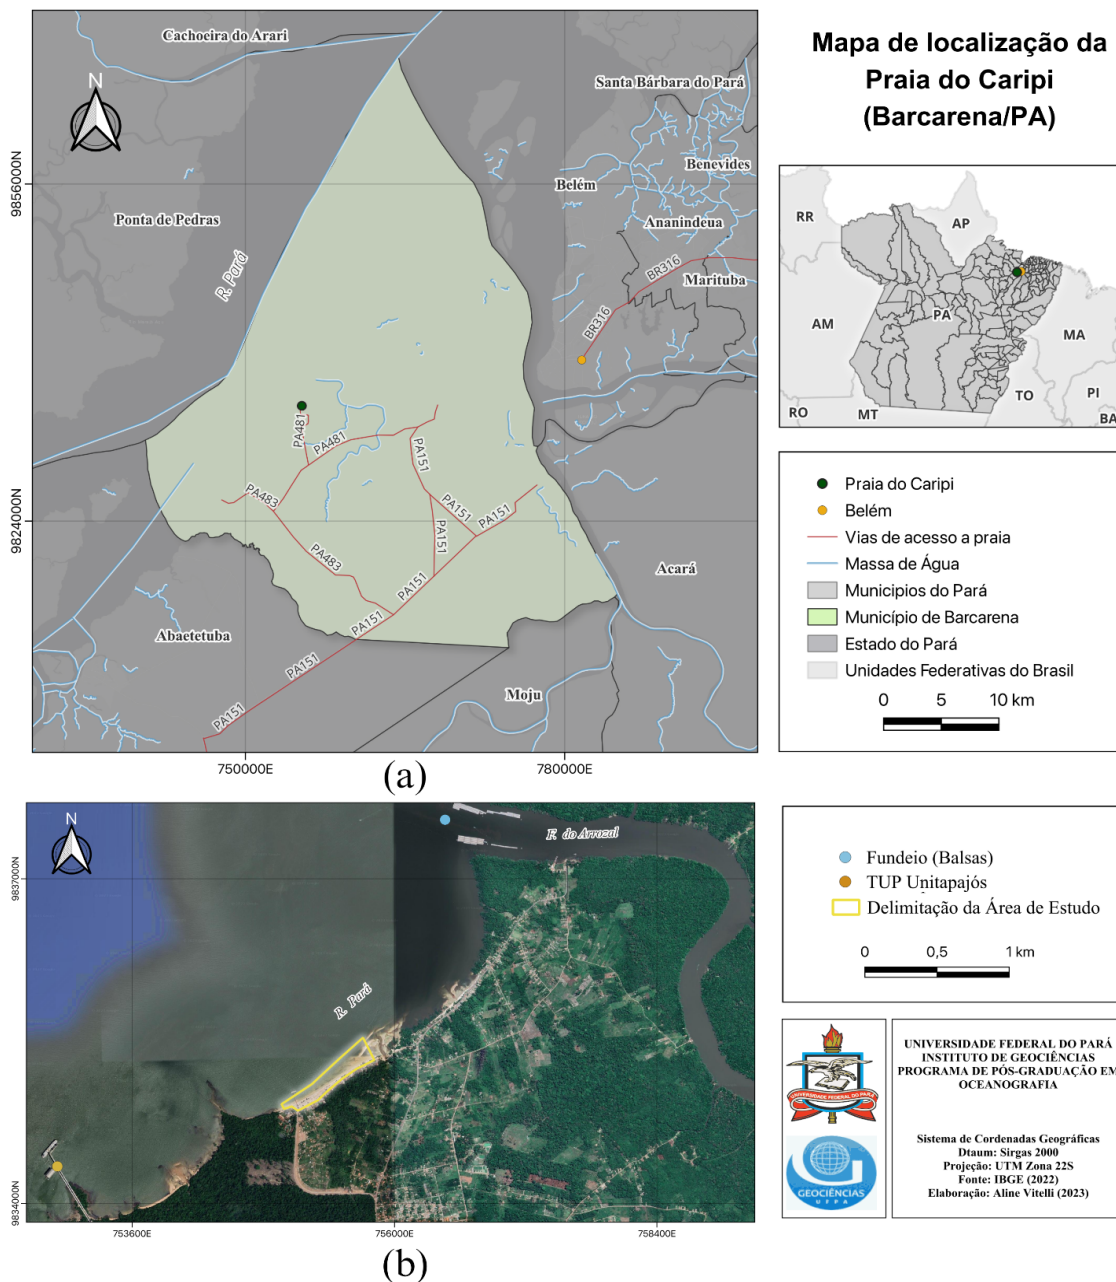 Mapa de localização da
Praia do Caripi
(Barcarena/PA)
Cachoeira do Arari
Santa Bárbara do Pará
N
Benevides
Belém
9856000N
Ponta de Pedras
Ananindeua
R. Pará
BR316
Marituba
BR316
PA481
PA481
PA151
PA483
PA151
PA151
9824000N
PA151
PA483
Acará
PA151
PA151
Abaetetuba
PA151
Moju
PA151
750000E
780000E
(a)
RR
AP
AM
PA
MA
TO
PI
RO
MT
BA
Praia do Caripi
Belém
Vias de acesso a praia
Massa de Água
Municipios do Pará
Município de Barcarena
Estado do Pará
Unidades Federativas do Brasil
0 5 10 km
N
F. do Arrozal
9837000N
R. Pará
9834000N
753600E
756000E
758400E
(b)
Fundeio (Balsas)
TUP Unitapajós
Delimitação da Área de Estudo
0 0,5 1 km
UNIVERSIDADE FEDERAL DO PARÁ
GEOCIÊNCIAS
UFPA
UNIVERSIDADE FEDERAL DO PARÁ
INSTITUTO DE GEOCIÊNCIAS
PROGRAMA DE PÓS-GRADUAÇÃO EM
OCEANOGRAFIA
Sistema de Cordenadas Geográficas
Dtaum: Sirgas 2000
Projeção: UTM Zona 22S
Fonte: IBGE (2022)
Elaboração: Aline Vitelli (2023)